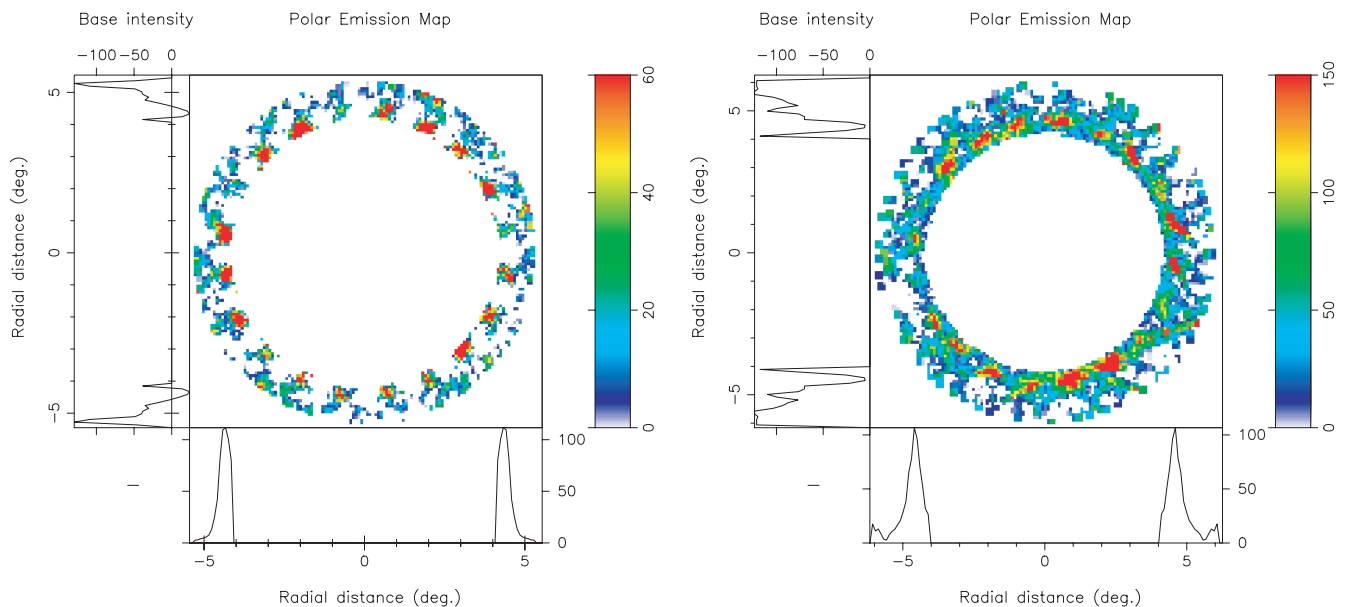 Base intensity
Polar Emission Map
−100 −50 0
5
0
−5
Radial distance (deg.)
60
40
20
0
100
50
0
−5 0 5
Radial distance (deg.)
Base intensity
Polar Emission Map
−100 −50 0
5
0
−5
Radial distance (deg.)
150
100
50
0
100
50
0
−5 0 5
Radial distance (deg.)